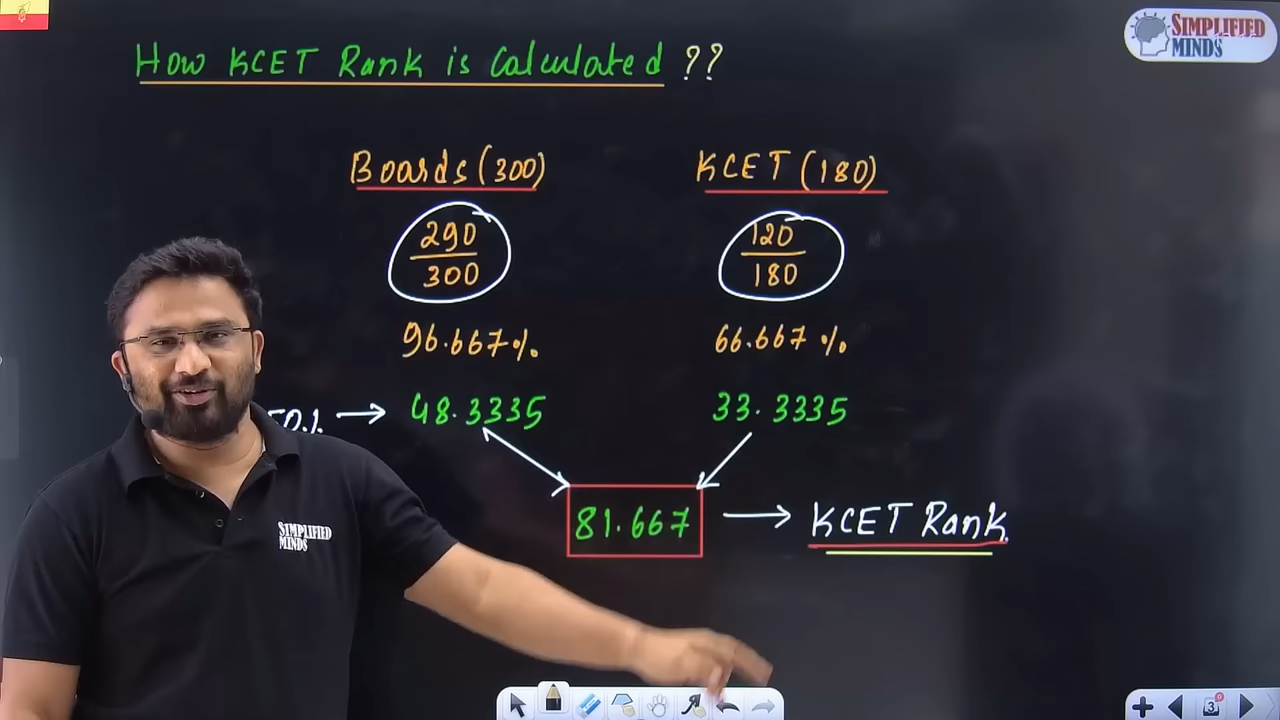 SIMPLIFIED
MINDS
How KCET Rank is Calculated ??
Boards (300)
KCET (180)
290
300
120
180
96.667%
66.667 %
→ 48.3335
33.3335
81.667 → KCET Rank
SIMPLIFIED
MINDS
3